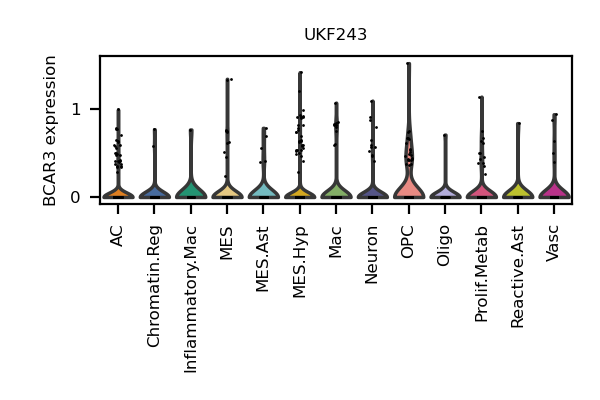 UKF243
BCAR3 expression
1
0
AC
Chromatin.Reg
Inflammatory.Mac
MES
MES.Ast
MES.Hyp
Mac
Neuron
OPC
Oligo
Prolif.Metab
Reactive.Ast
Vasc